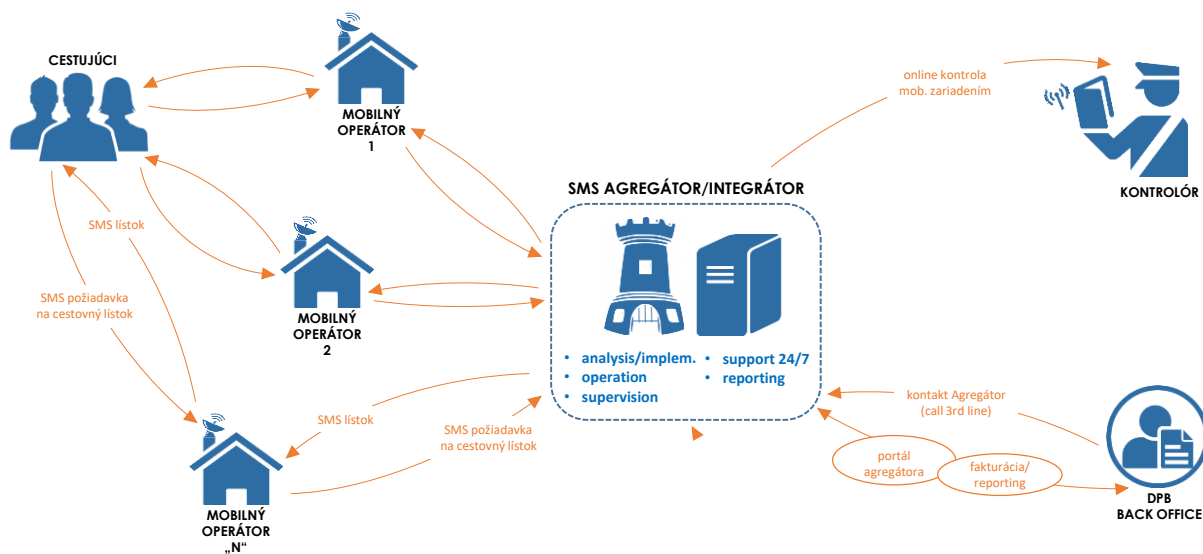 CESTUJÚCI
MOBILNÝ
OPERÁTOR
1
online kontrola
mob. zariadením
KONTROLÓR
SMS AGREGÁTOR/INTEGRÁTOR
SMS lístok
SMS požiadavka
na cestovný lístok
MOBILNÝ
OPERÁTOR
2
• analysis/implem.
• operation
• supervision
• support 24/7
• reporting
SMS lístok
SMS požiadavka
na cestovný lístok
kontakt Agregátor
(call 3rd line)
portál
agregátora
fakturácia/
reporting
MOBILNÝ
OPERÁTOR
„N“
DPB
BACK OFFICE